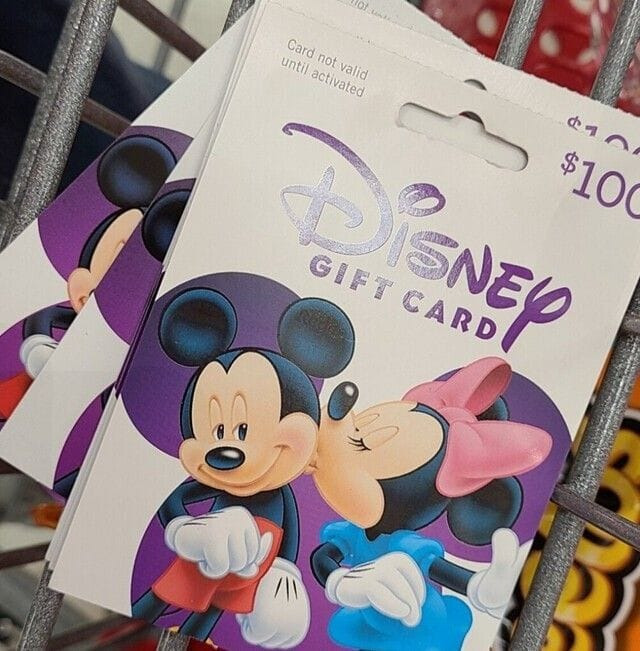 Card not valid
until activated
$100
DISNEY
GIFT CARD